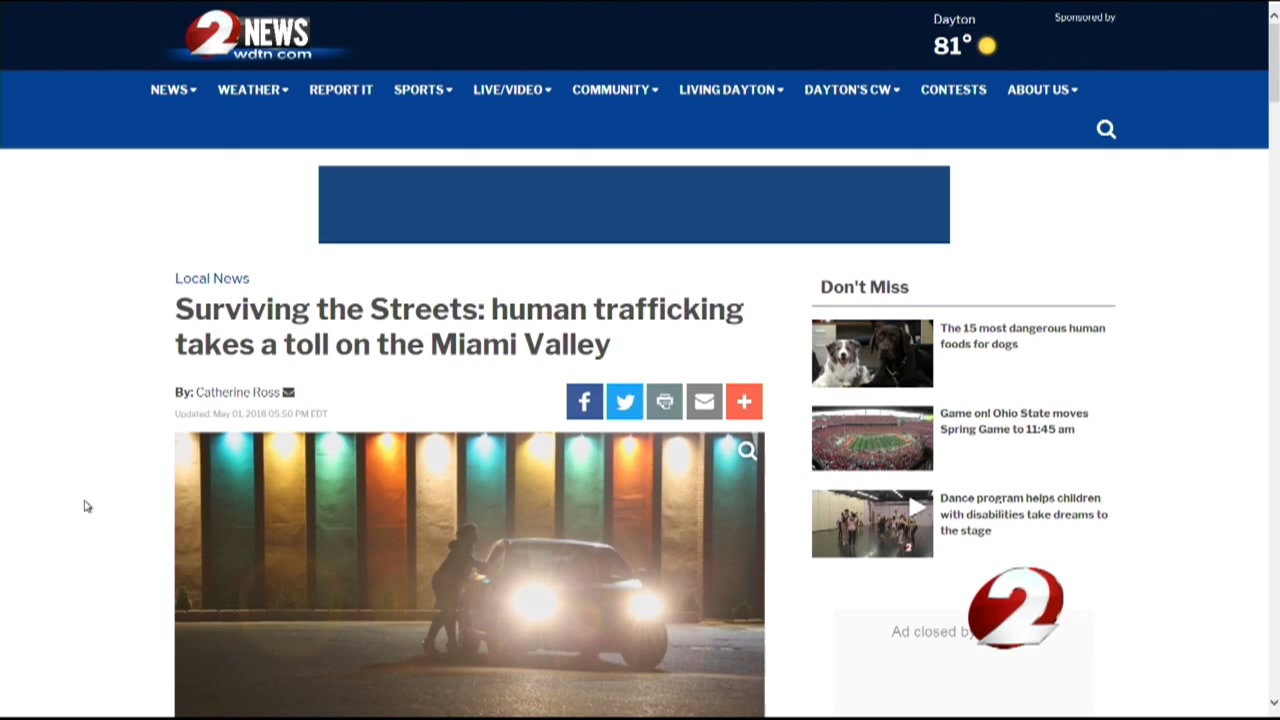 2 NEWS
wdtn com
Dayton
81°
Sponsored by
NEWS WEATHER REPORT IT SPORTS LIVE/VIDEO COMMUNITY LIVING DAYTON DAYTON'S CW CONTESTS ABOUT US
Local News
Surviving the Streets: human trafficking
takes a toll on the Miami Valley
By: Catherine Ross
Updated: May 01, 2018 05:50 PM EDT
Don't Miss
The 15 most dangerous human
foods for dogs
Game on! Ohio State moves
Spring Game to 11:45 am
Dance program helps children
with disabilities take dreams to
the stage
2
Ad closed by
2